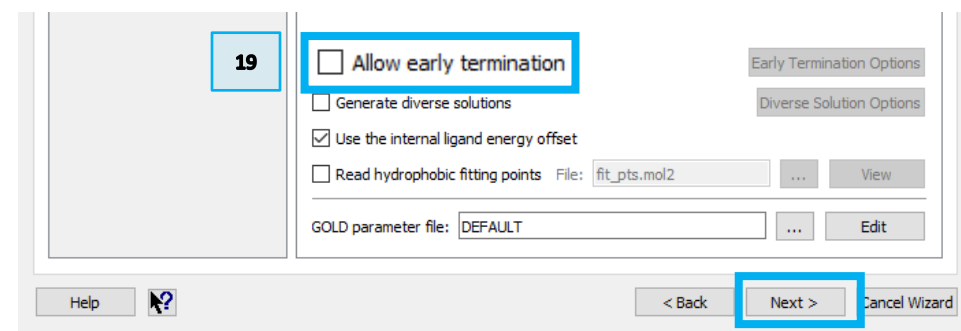 19
Allow early termination
Early Termination Options
Generate diverse solutions
Diverse Solution Options
Use the internal ligand energy offset
Read hydrophobic fitting points File: fit_pts.mol2 ... View
GOLD parameter file: DEFAULT ... Edit
Help ? < Back Next > Cancel Wizard